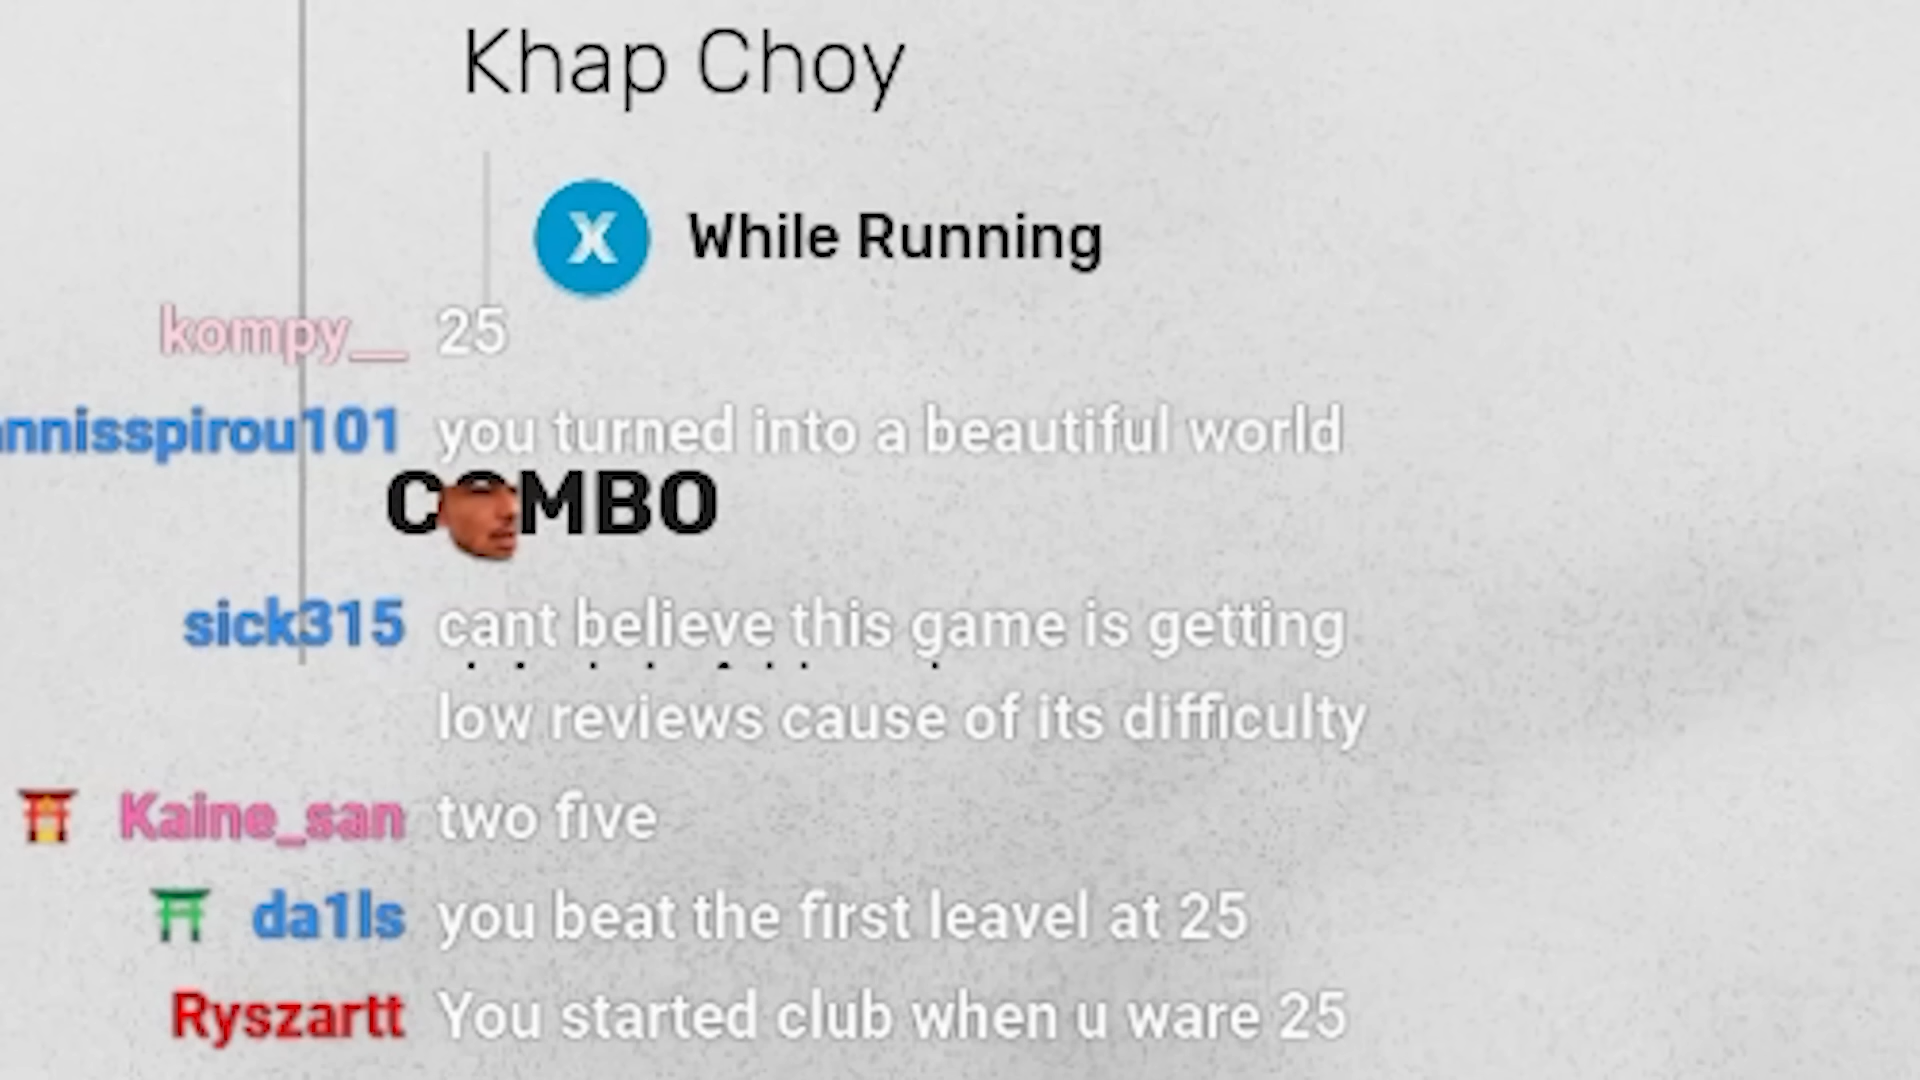 Khap Choy
X While Running
kompy__ 25
annisspirou101 you turned into a beautiful world
COMBO
sick315 cant believe this game is getting
low reviews cause of its difficulty
Kaine_san two five
da1ls you beat the first leavel at 25
Ryszartt You started club when u ware 25